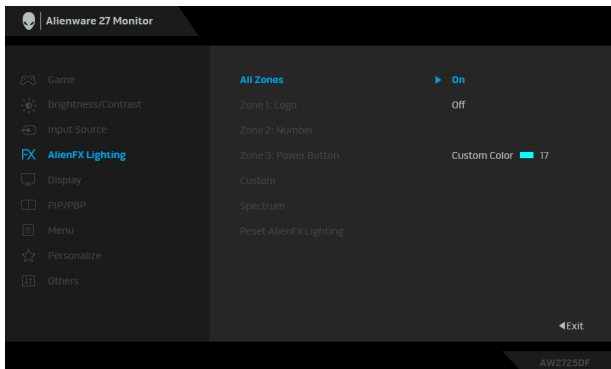 Alienware 27 Monitor
Game
Brightness/Contrast
Input Source
FX AlienFX Lighting
Display
PIP/PBP
Menu
Personalize
Others
All Zones
Zone 1: Logo
Zone 2: Number
Zone 3: Power Button
Custom
Spectrum
Reset AlienFX Lighting
On
Off
Custom Color 17
Exit
AW2725DF